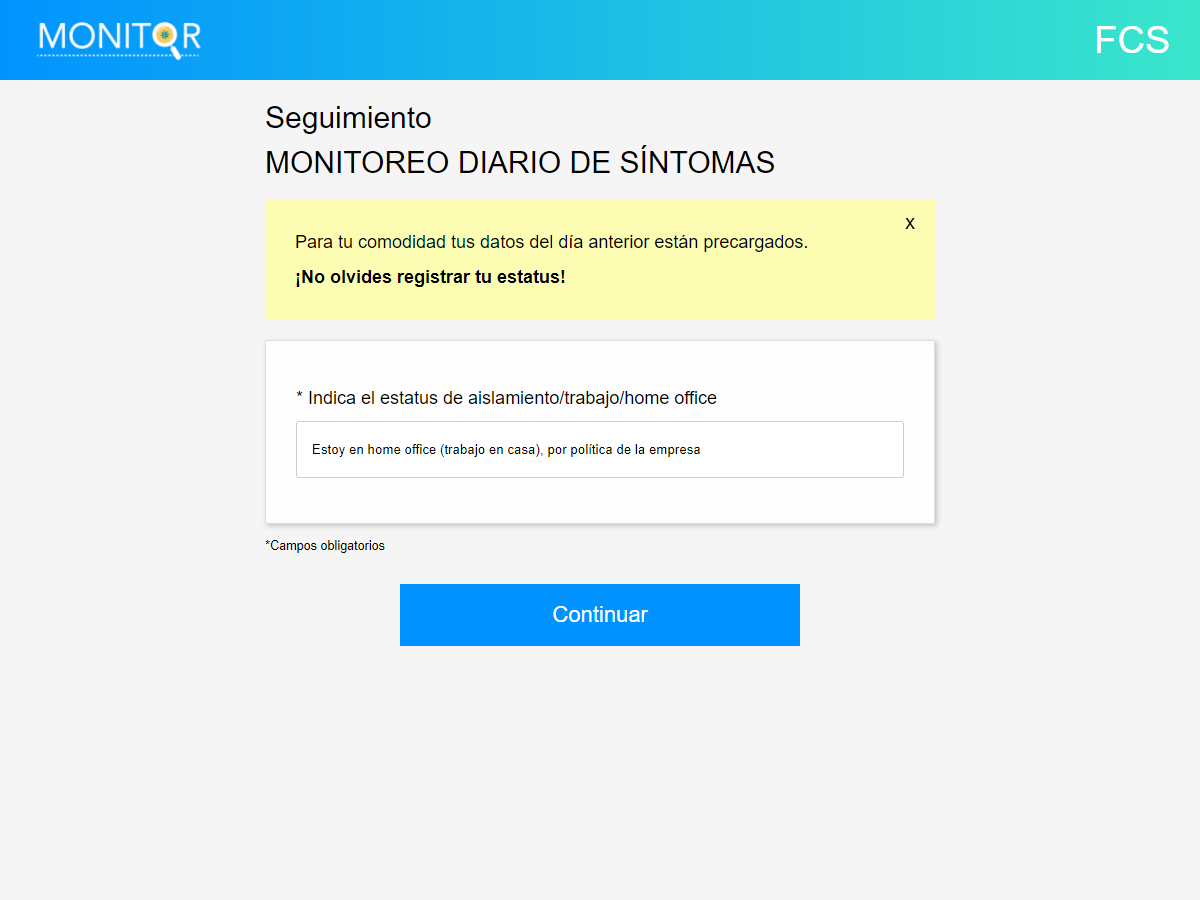 MONITOR
FCS
Seguimiento
MONITOREO DIARIO DE SÍNTOMAS
X
Para tu comodidad tus datos del día anterior están precargados.
¡No olvides registrar tu estatus!
* Indica el estatus de aislamiento/trabajo/home office
Estoy en home office (trabajo en casa), por política de la empresa
*Campos obligatorios
Continuar